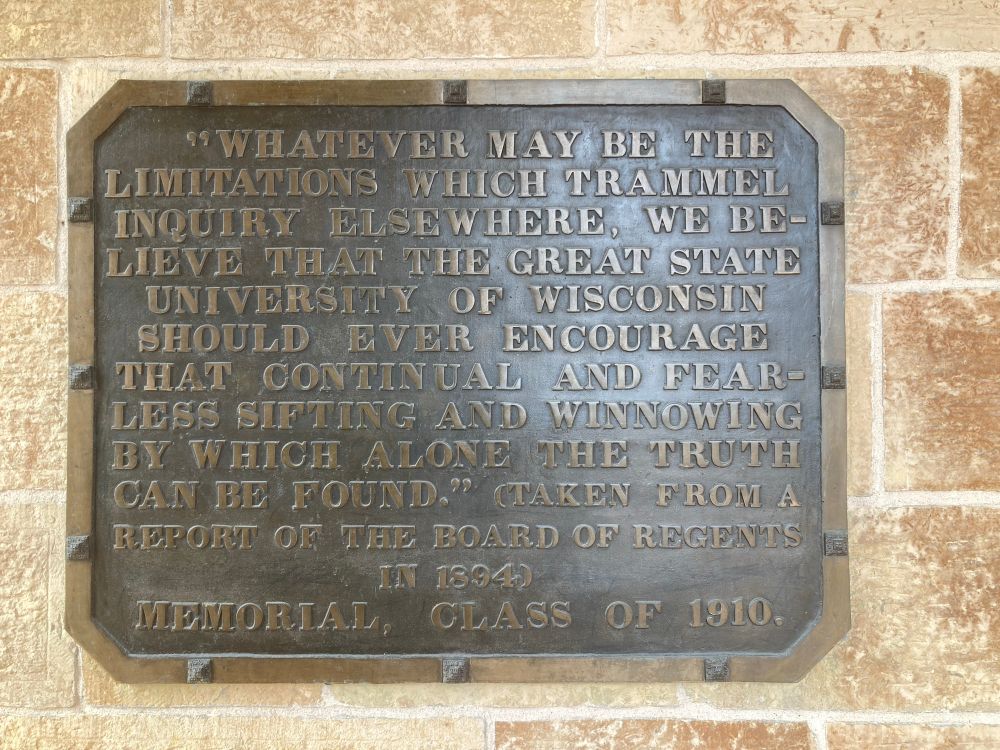 "WHATEVER MAY BE THE
LIMITATIONS WHICH TRAMMEL
INQUIRY ELSEWHERE, WE BE-
LIEVE THAT THE GREAT STATE
UNIVERSITY OF WISCONSIN
SHOULD EVER ENCOURAGE
THAT CONTINUAL AND FEAR-
LESS SIFTING AND WINNOWING
BY WHICH ALONE THE TRUTH
CAN BE FOUND." (TAKEN FROM A
REPORT OF THE BOARD OF REGENTS
IN 1894)
MEMORIAL, CLASS OF 1910.